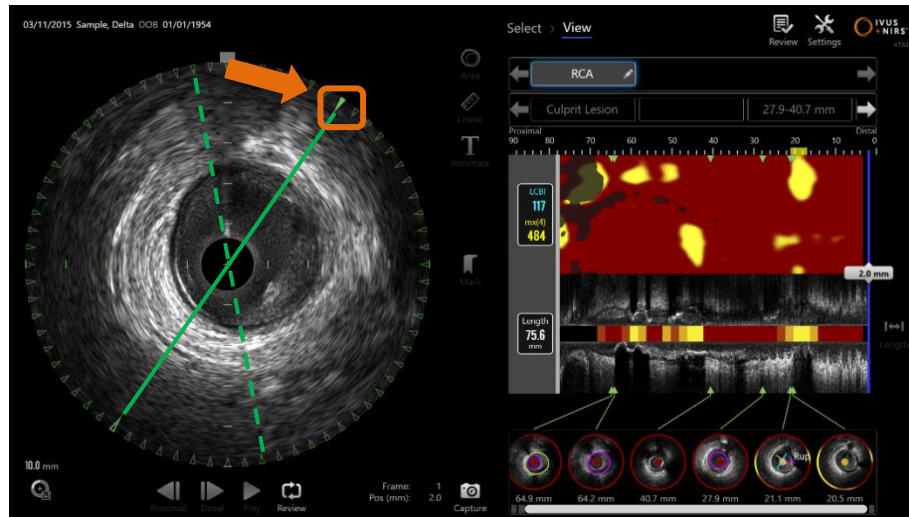 03/11/2015 Sample, Delta DOB 01/01/1954
Select > View
Review
Settings
IVUS
+NIRS
Area
Linear
T
Annotate
Mark
RCA
Culprit Lesion
27.9-40.7 mm
Proximal
Distal
90 80 70 60 50 40 30 20 10 0
LCBI
117
mx(4)
484
2.0 mm
Length
75.6
mm
Length
Rup
64.9 mm 64.2 mm 40.7 mm 27.9 mm 21.1 mm 20.5 mm
10.0 mm
Proximal Distal Play Review
Frame: 1
Pos (mm): 2.0
Capture